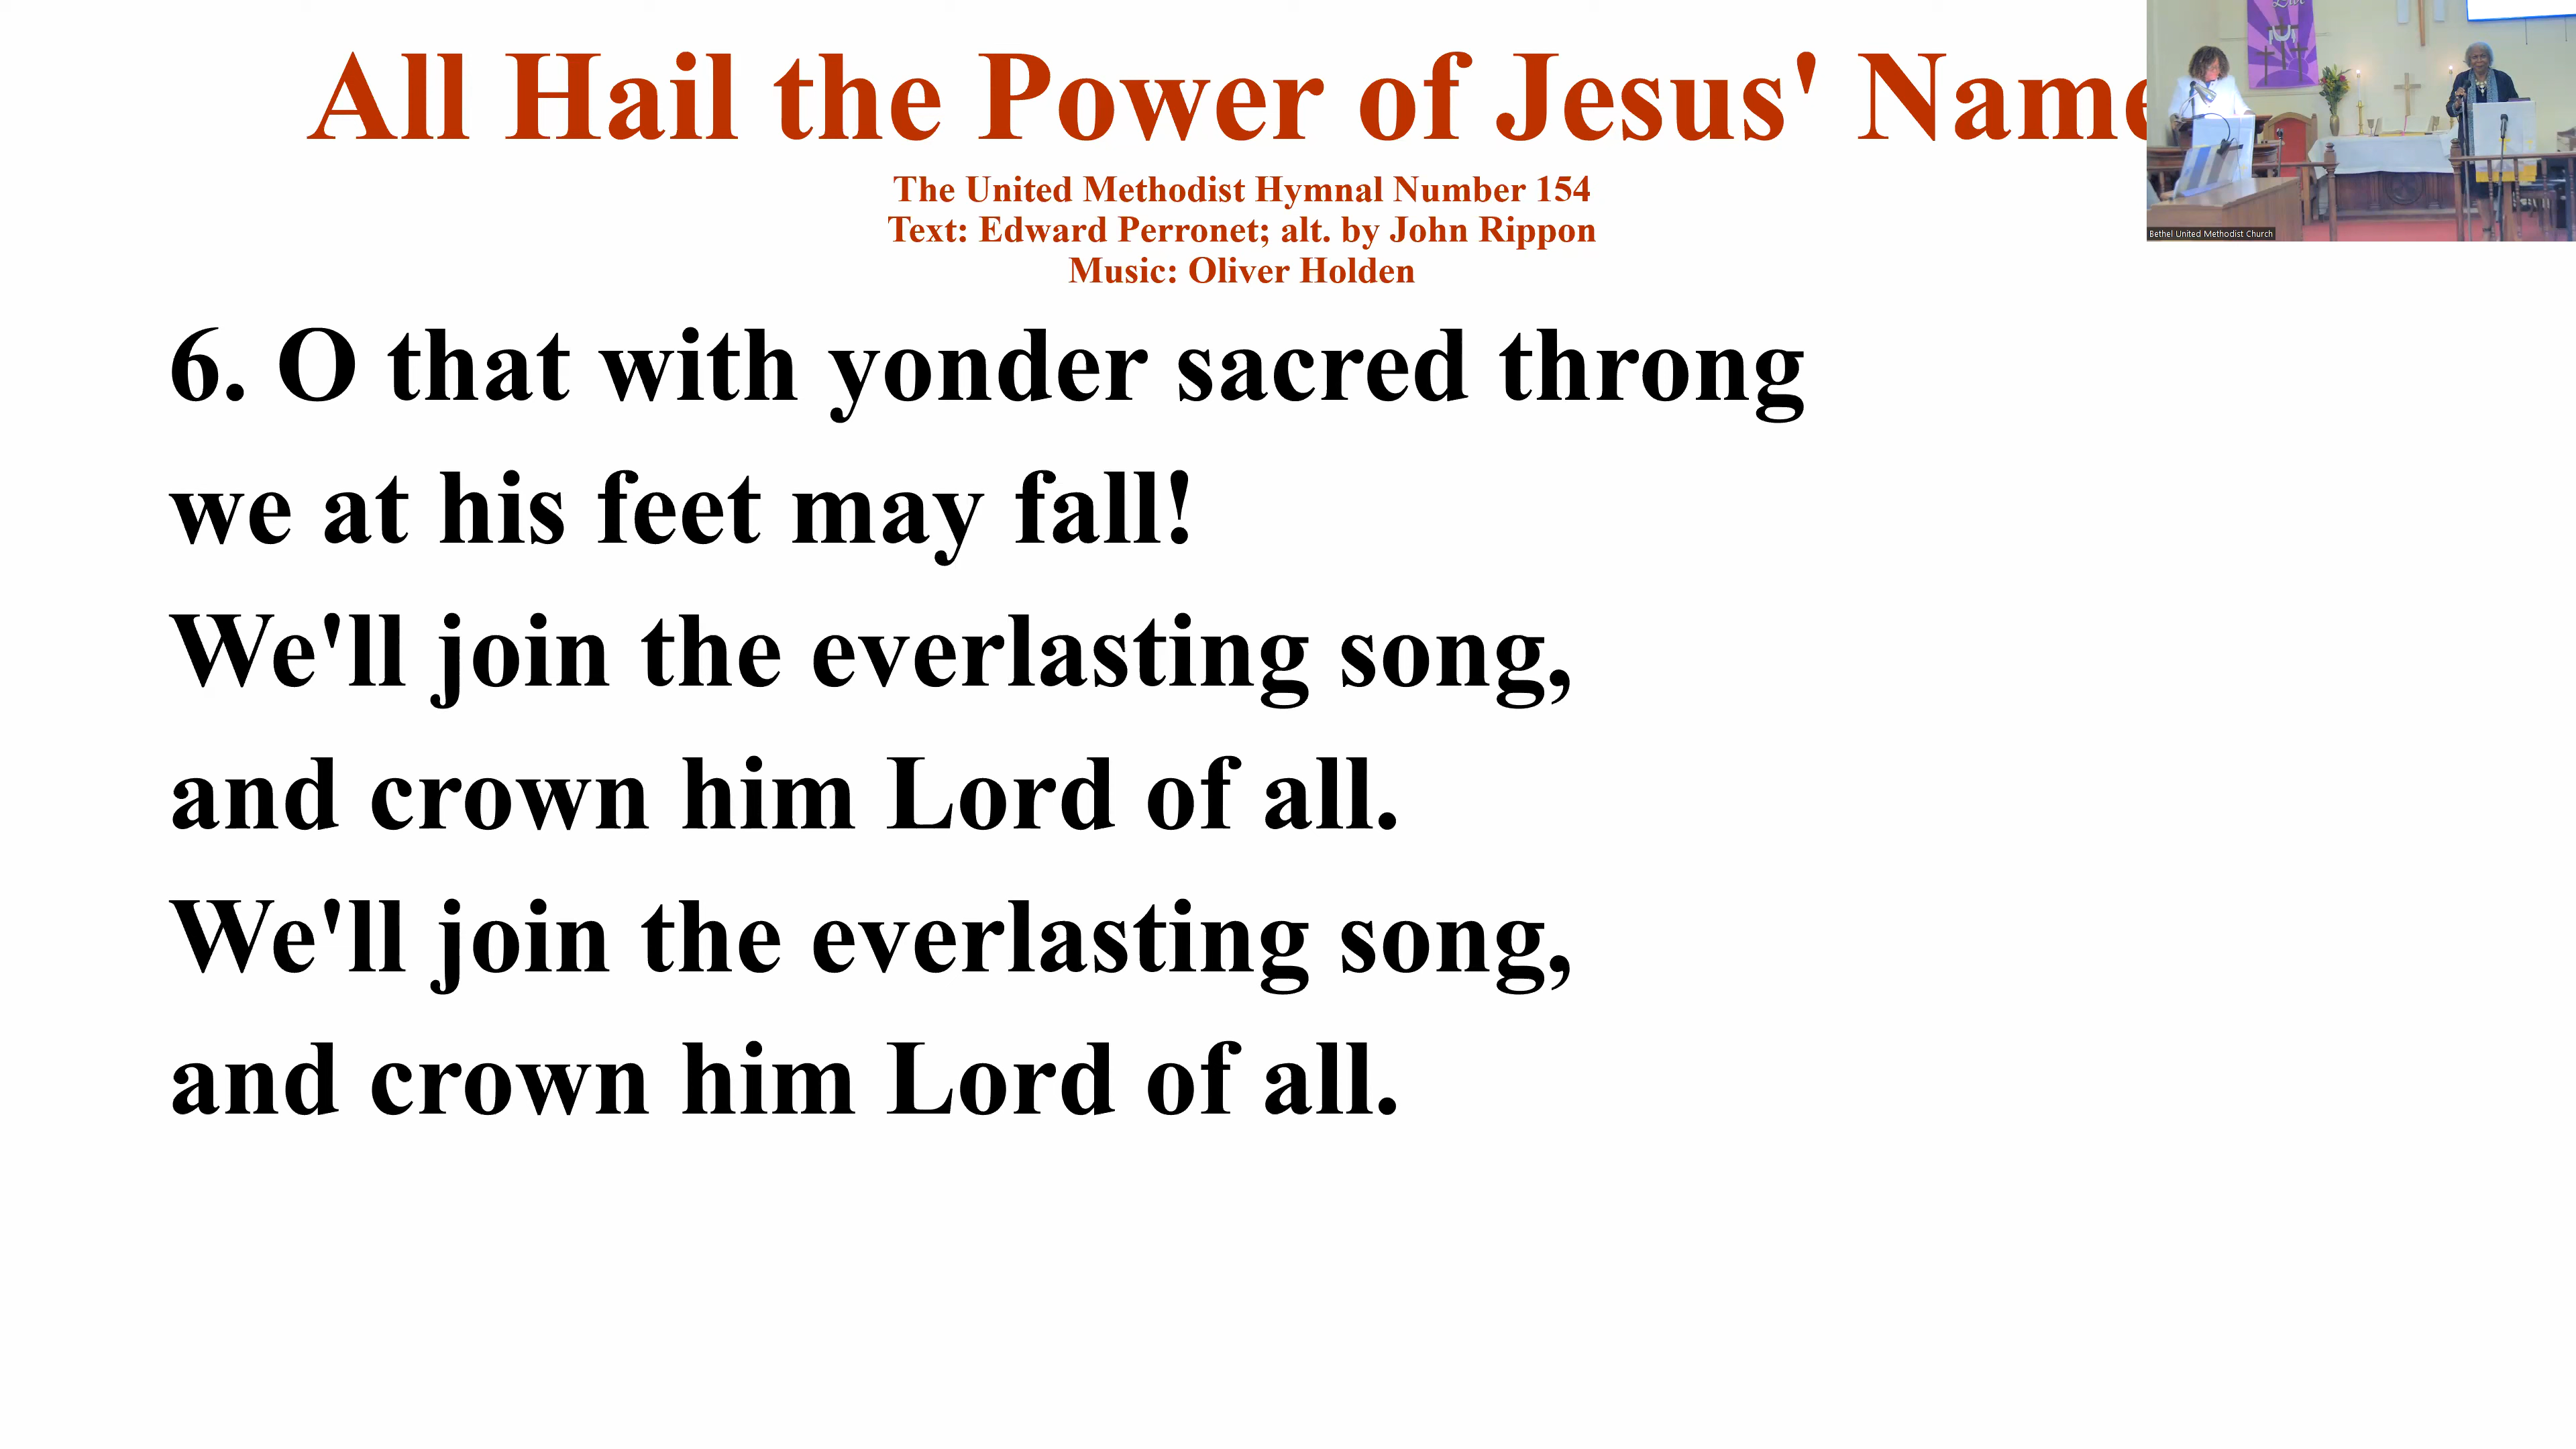 All Hail the Power of Jesus' Name
The United Methodist Hymnal Number 154
Text: Edward Perronet; alt. by John Rippon
Music: Oliver Holden
6. O that with yonder sacred throng
we at his feet may fall!
We'll join the everlasting song,
and crown him Lord of all.
We'll join the everlasting song,
and crown him Lord of all.
Bethel United Methodist Church